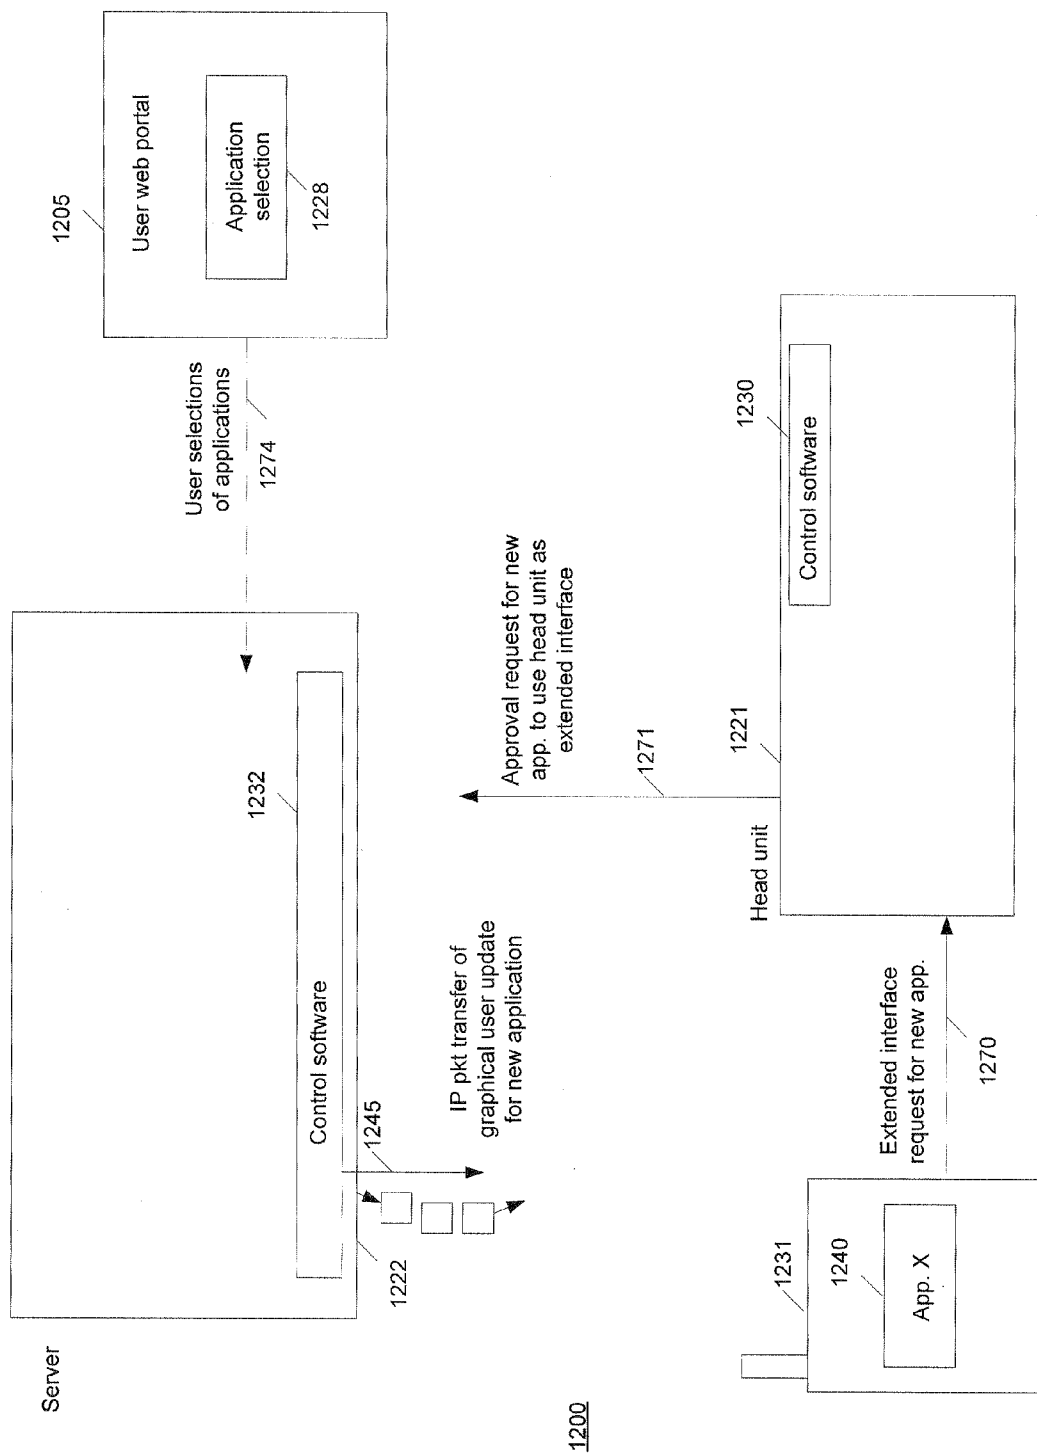 Server
1222
Control software
1232
1245
IP pkt transfer of
graphical user update
for new application
User selections
of applications
1274
1205
User web portal
Application
selection
1228
1200
1231
1240
App. X
Extended interface
request for new app.
1270
Head unit
1221
Approval request for new
app. to use head unit as
extended interface
1271
Control software
1230